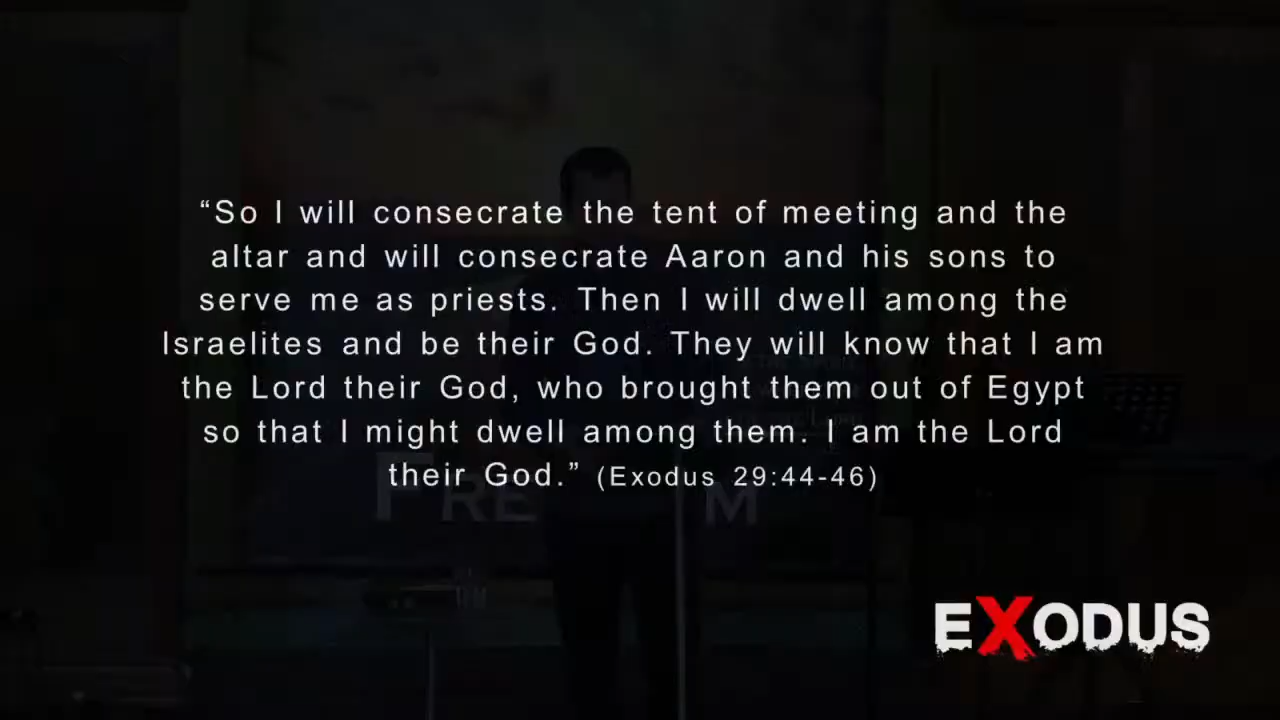 “So I will consecrate the tent of meeting and the
altar and will consecrate Aaron and his sons to
serve me as priests. Then I will dwell among the
Israelites and be their God. They will know that I am
the Lord their God, who brought them out of Egypt
so that I might dwell among them. I am the Lord
their God.” (Exodus 29:44-46)
FRE M
EXODUS